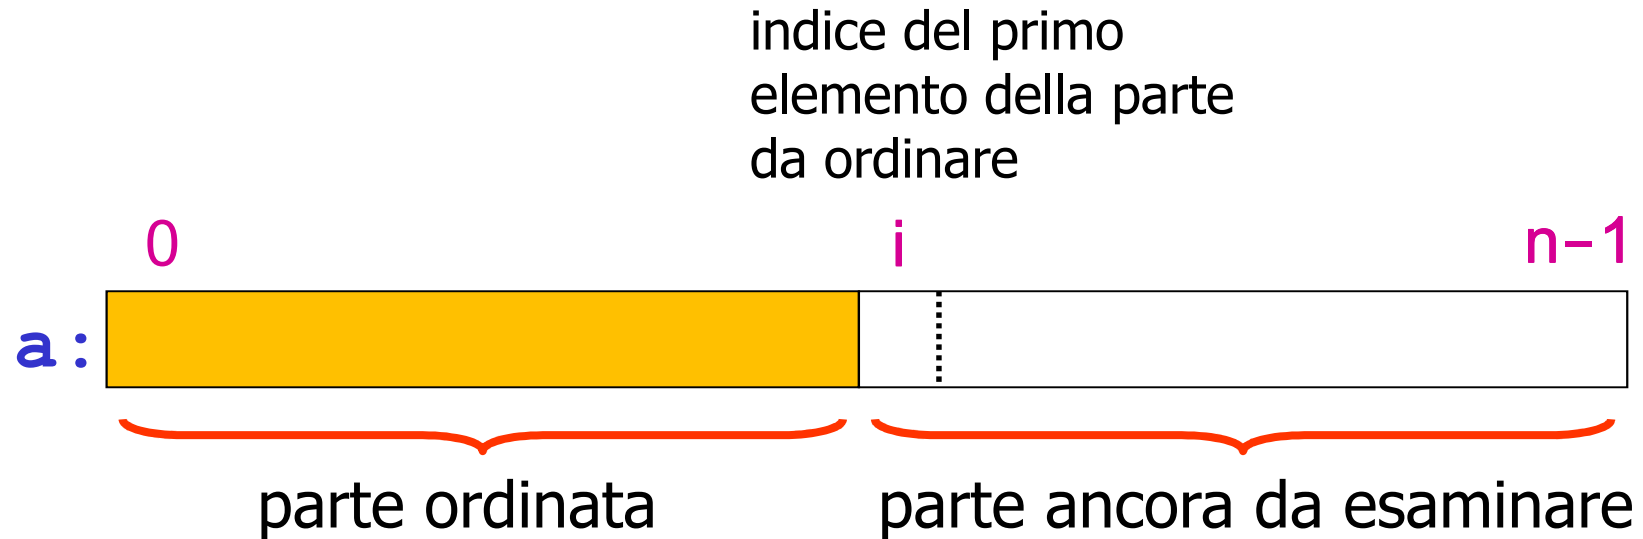 indice del primo
elemento della parte
da ordinare
0 i n-1
a:
parte ordinata parte ancora da esaminare